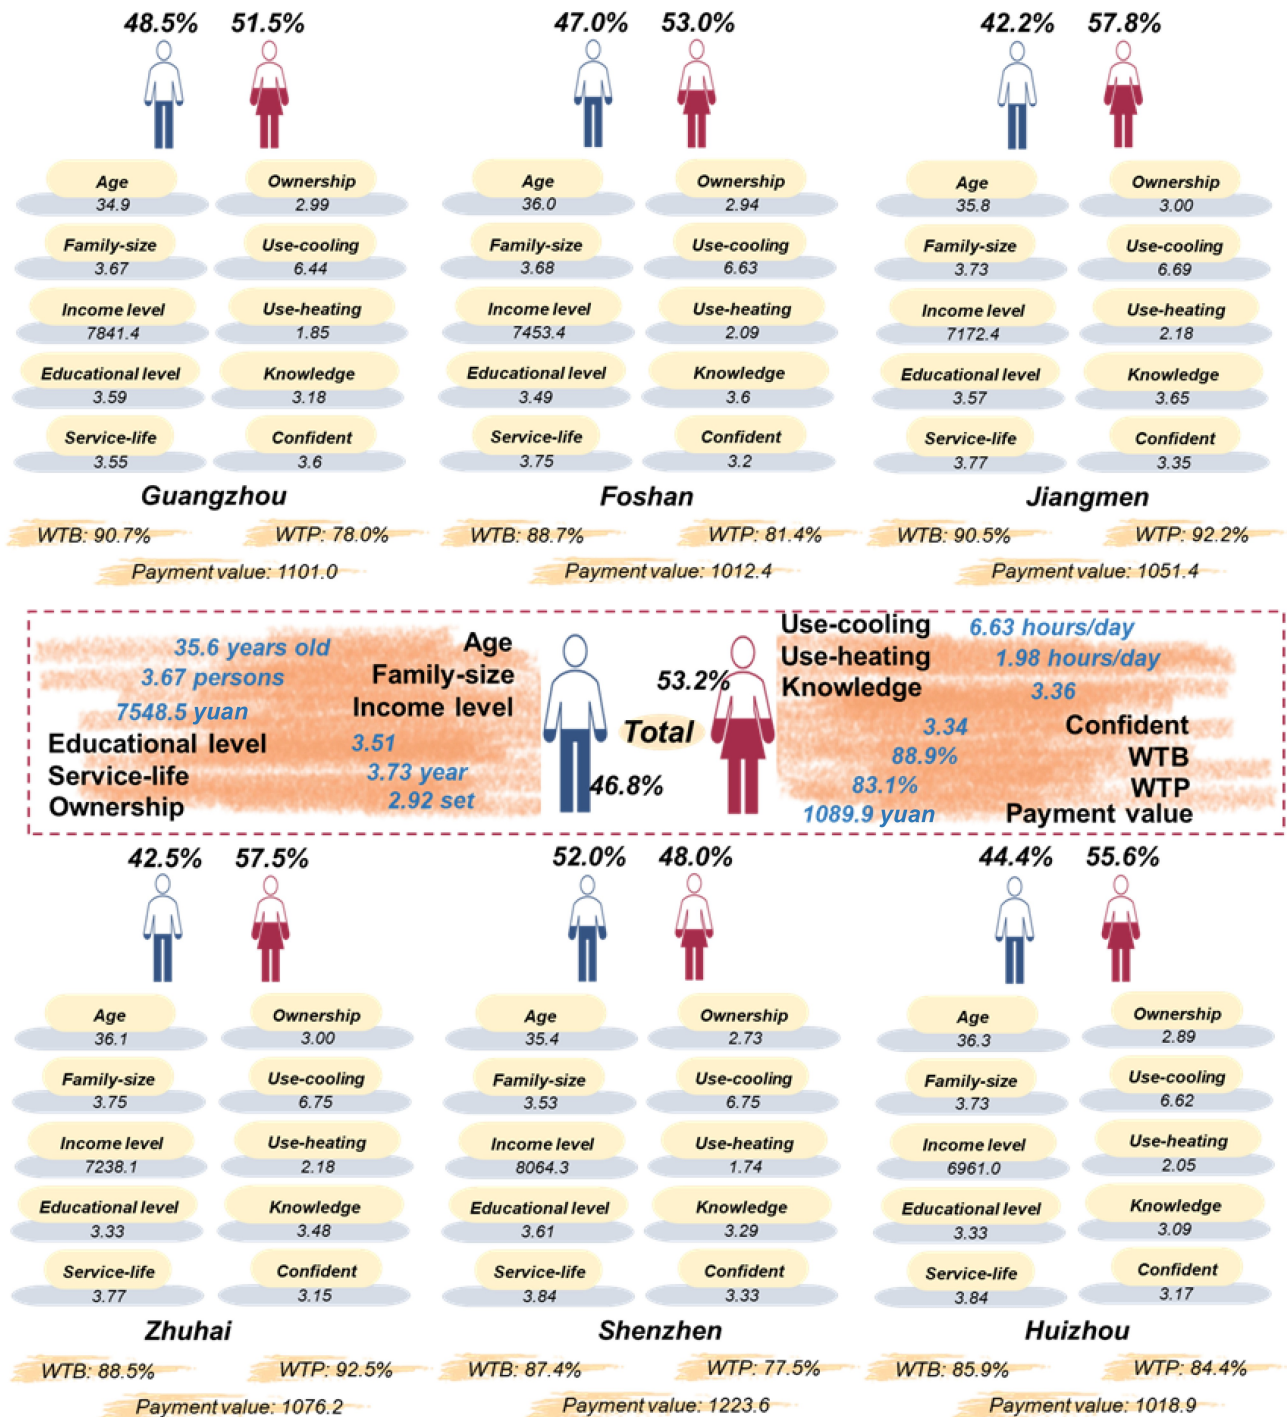 48.5% 51.5%
Age
34.9
Ownership
2.99
Family-size
3.67
Use-cooling
6.44
Income level
7841.4
Use-heating
1.85
Educational level
3.59
Knowledge
3.18
Service-life
3.55
Confident
3.6
Guangzhou
WTB: 90.7%
WTP: 78.0%
Payment value: 1101.0
47.0% 53.0%
Age
36.0
Ownership
2.94
Family-size
3.68
Use-cooling
6.63
Income level
7453.4
Use-heating
2.09
Educational level
3.49
Knowledge
3.6
Service-life
3.75
Confident
3.2
Foshan
WTB: 88.7%
WTP: 81.4%
Payment value: 1012.4
42.2% 57.8%
Age
35.8
Ownership
3.00
Family-size
3.73
Use-cooling
6.69
Income level
7172.4
Use-heating
2.18
Educational level
3.57
Knowledge
3.65
Service-life
3.77
Confident
3.35
Jiangmen
WTB: 90.5%
WTP: 92.2%
Payment value: 1051.4
35.6 years old Age
3.67 persons Family-size
7548.5 yuan Income level
Educational level 3.51
Service-life 3.73 year
Ownership 2.92 set
53.2%
Total
46.8%
Use-cooling 6.63 hours/day
Use-heating 1.98 hours/day
Knowledge 3.36
3.34 Confident
88.9% WTB
83.1% WTP
1089.9 yuan Payment value
42.5% 57.5%
Age
36.1
Ownership
3.00
Family-size
3.75
Use-cooling
6.75
Income level
7238.1
Use-heating
2.18
Educational level
3.33
Knowledge
3.48
Service-life
3.77
Confident
3.15
Zhuhai
WTB: 88.5%
WTP: 92.5%
Payment value: 1076.2
52.0% 48.0%
Age
35.4
Ownership
2.73
Family-size
3.53
Use-cooling
6.75
Income level
8064.3
Use-heating
1.74
Educational level
3.61
Knowledge
3.29
Service-life
3.84
Confident
3.33
Shenzhen
WTB: 87.4%
WTP: 77.5%
Payment value: 1223.6
44.4% 55.6%
Age
36.3
Ownership
2.89
Family-size
3.73
Use-cooling
6.62
Income level
6961.0
Use-heating
2.05
Educational level
3.33
Knowledge
3.09
Service-life
3.84
Confident
3.17
Huizhou
WTB: 85.9%
WTP: 84.4%
Payment value: 1018.9